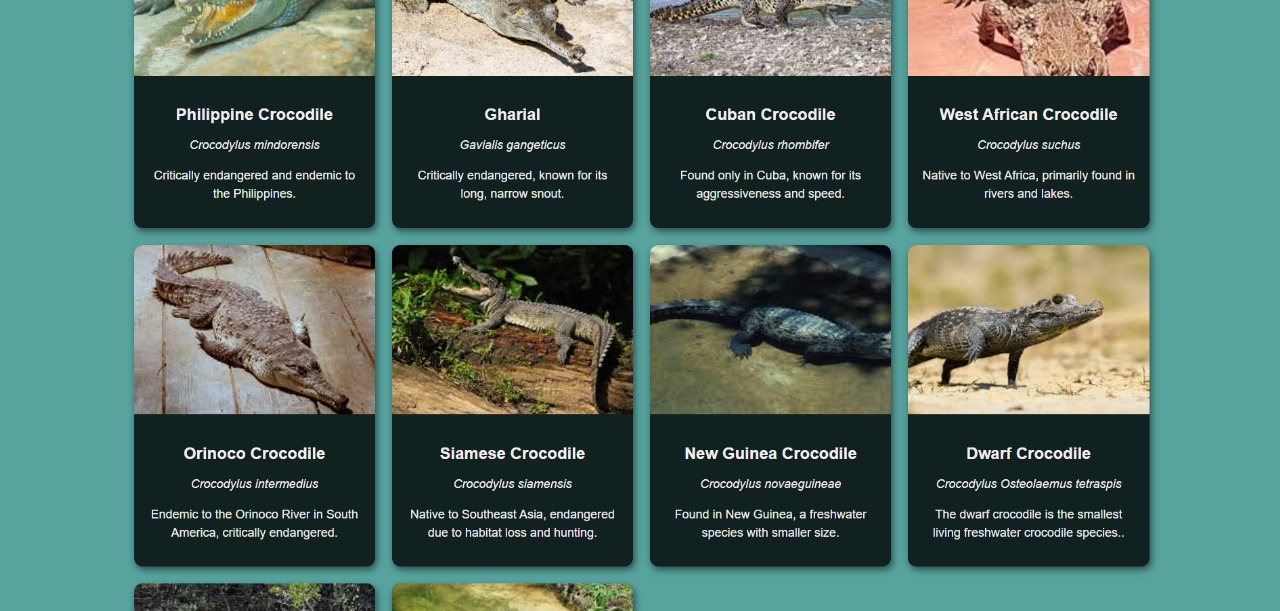 Philippine Crocodile
Crocodylus mindorensis
Critically endangered and endemic to
the Philippines.
Gharial
Gavialis gangeticus
Critically endangered, known for its
long, narrow snout.
Cuban Crocodile
Crocodylus rhombifer
Found only in Cuba, known for its
aggressiveness and speed.
West African Crocodile
Crocodylus suchus
Native to West Africa, primarily found in
rivers and lakes.
Orinoco Crocodile
Crocodylus intermedius
Endemic to the Orinoco River in South
America, critically endangered.
Siamese Crocodile
Crocodylus siamensis
Native to Southeast Asia, endangered
due to habitat loss and hunting.
New Guinea Crocodile
Crocodylus novaeguineae
Found in New Guinea, a freshwater
species with smaller size.
Dwarf Crocodile
Crocodylus Osteolaemus tetraspis
The dwarf crocodile is the smallest
living freshwater crocodile species..